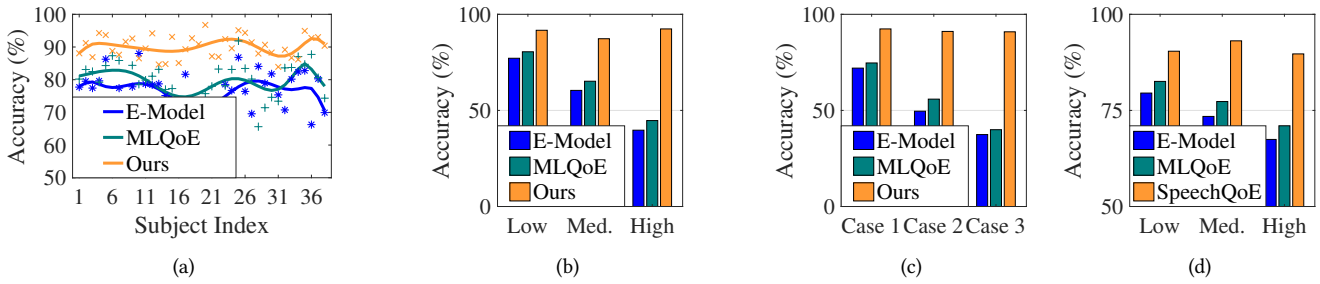 Accuracy (%)
100
90
80
70
60
50
E-Model
MLQoE
Ours
1 6 11 16 21 26 31 36
Subject Index
(a)
Accuracy (%)
100
50
0
E-Model
MLQoE
Ours
Low Med. High
(b)
Accuracy (%)
100
50
0
E-Model
MLQoE
Ours
Case 1 Case 2 Case 3
(c)
Accuracy (%)
100
75
50
E-Model
MLQoE
SpeechQoE
Low Med. High
(d)